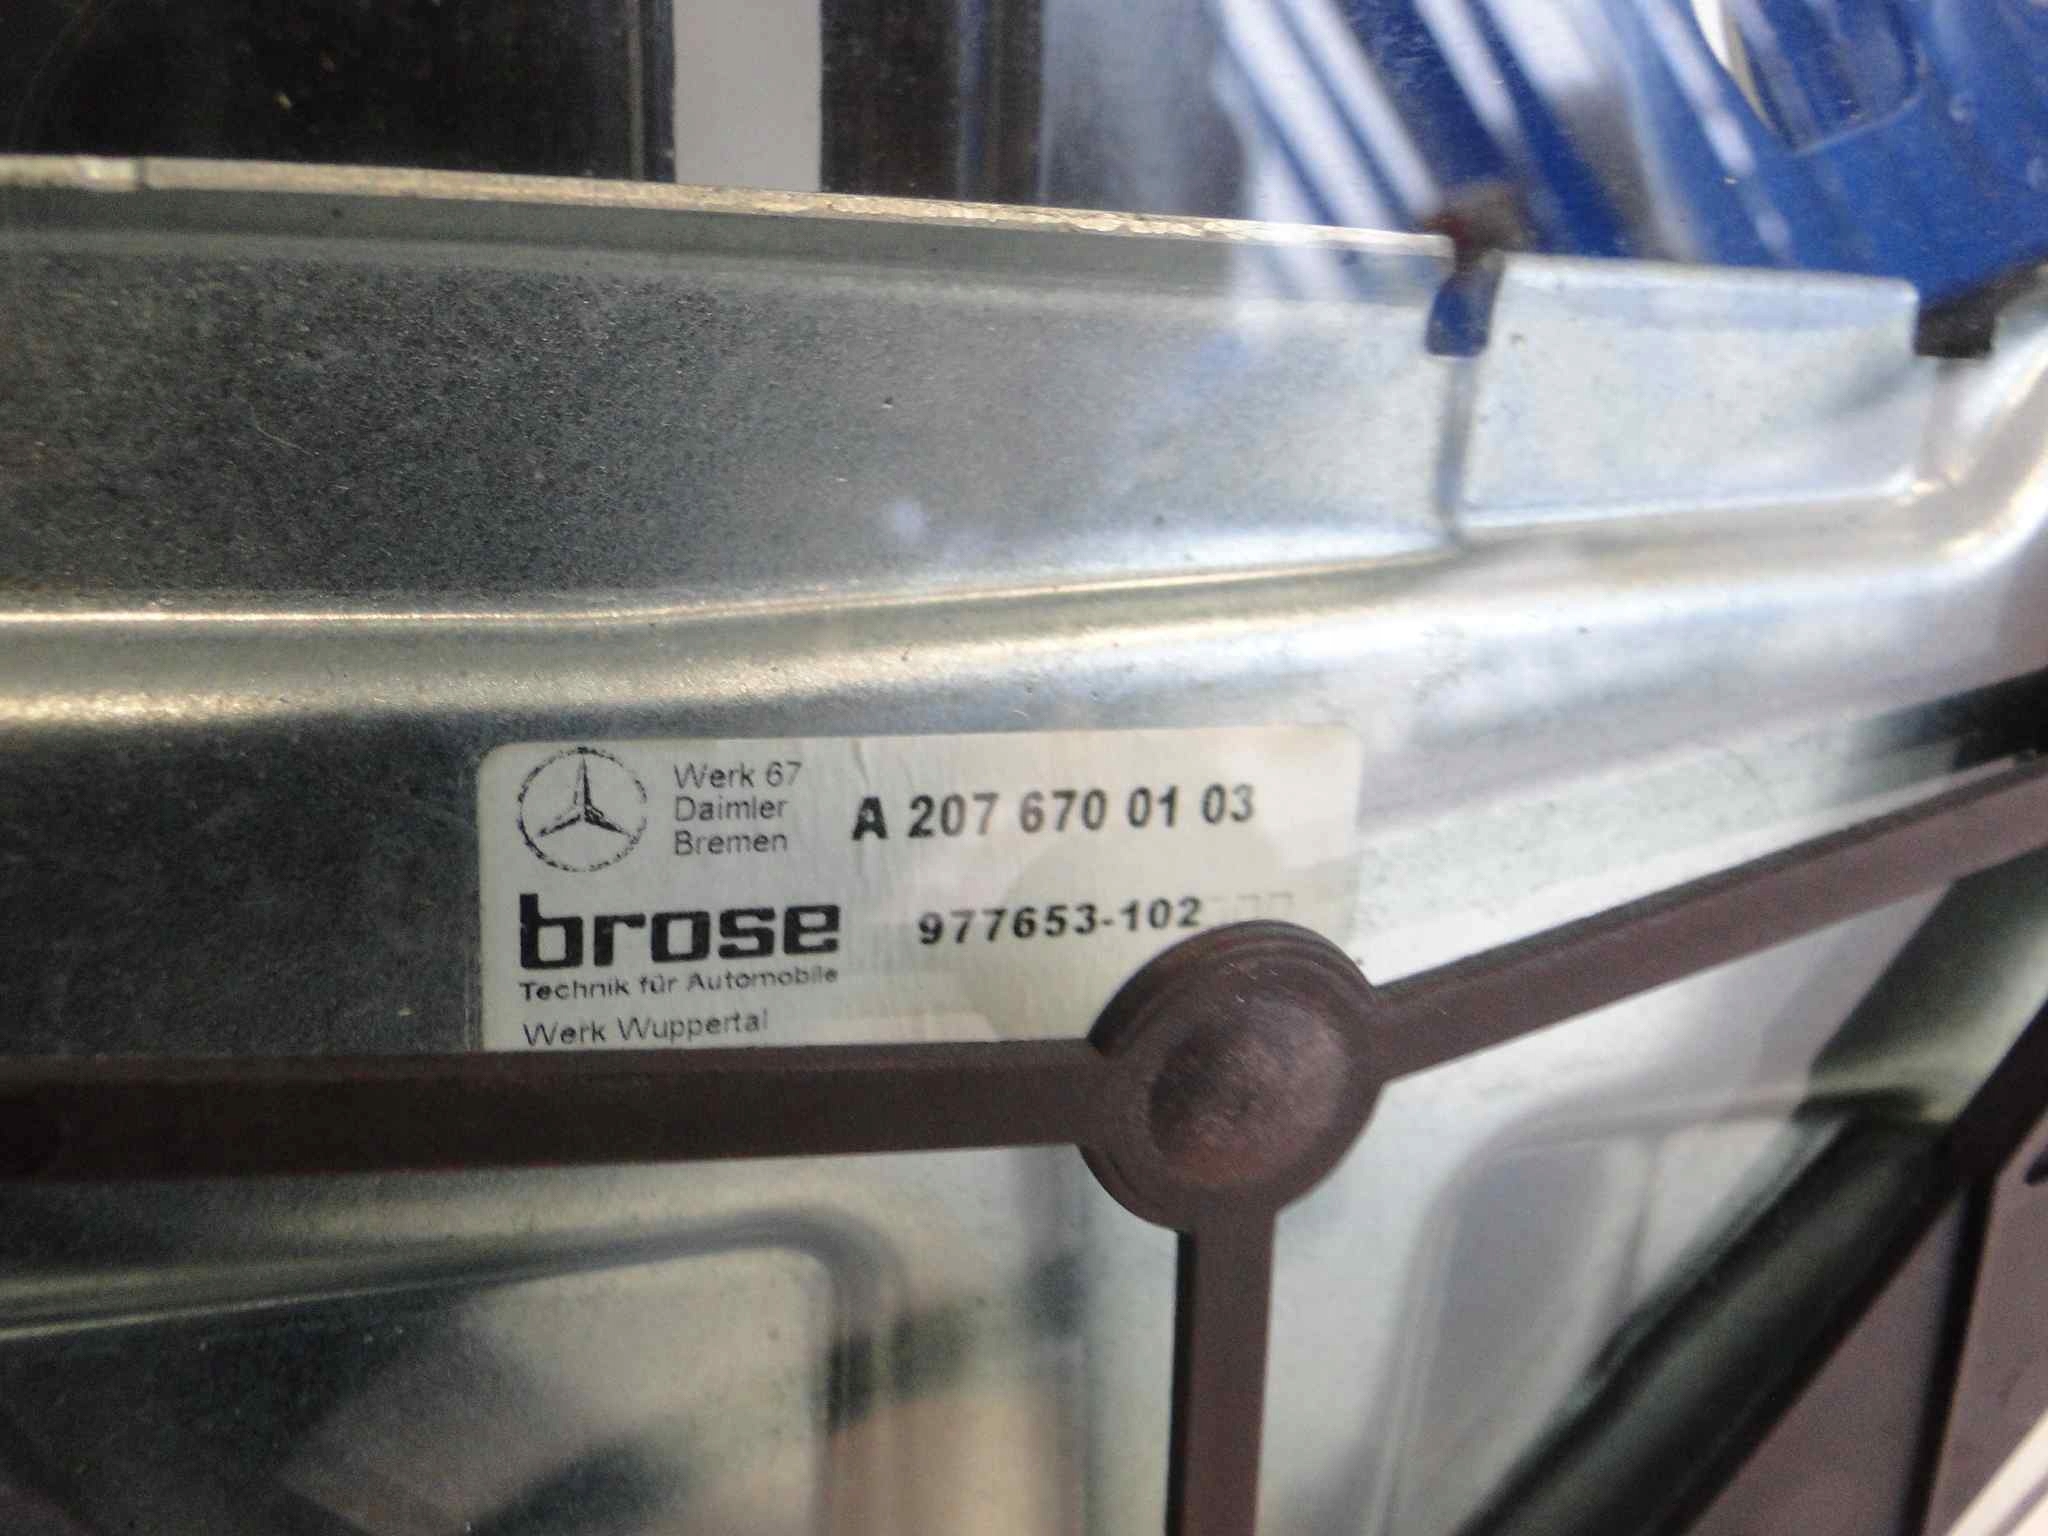 Werk 67
Daimler
Bremen
A 207 670 01 03
brose
977653-102
Technik für Automobile
Werk Wuppertal